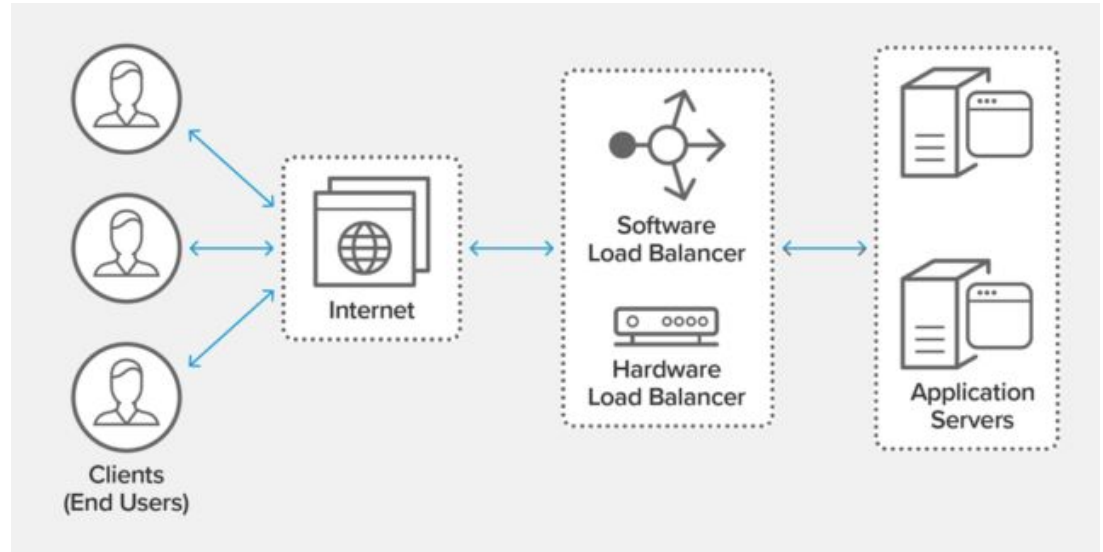 Clients
(End Users)
Internet
Software
Load Balancer
Hardware
Load Balancer
Application
Servers